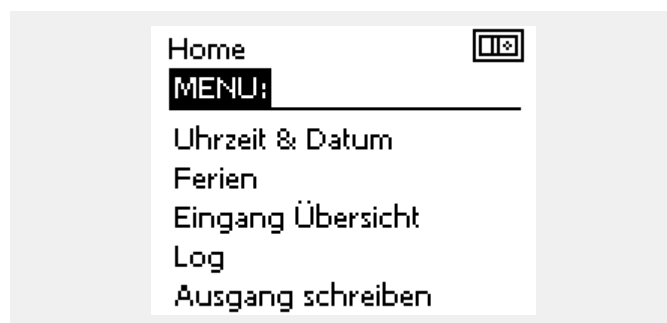 Home
MENU:
Uhrzeit & Datum
Ferien
Eingang Übersicht
Log
Ausgang schreiben